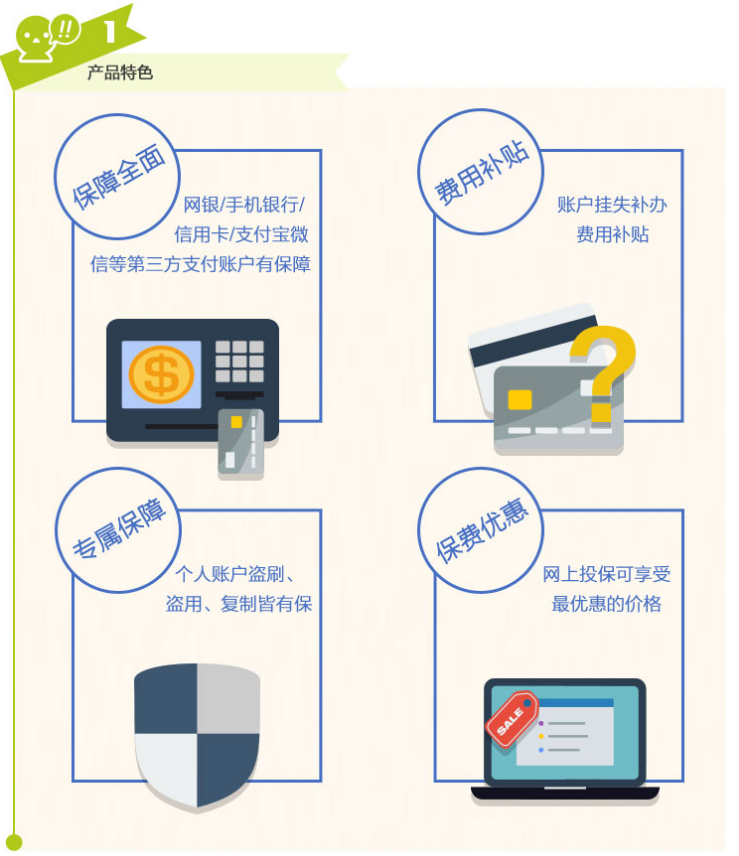 !!
1
产品特色
保障全面
网银/手机银行/
信用卡/支付宝微
信等第三方支付账户有保障
$
费用补贴
账户挂失补办
费用补贴
?
专属保障
个人账户盗刷、
盗用、复制皆有保
保费优惠
网上投保可享受
最优惠的价格
SALE